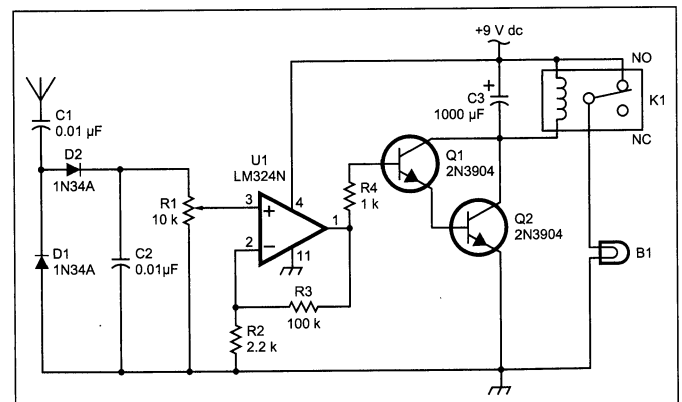 +9 V dc
NO
K1
NC
+
C3
1000 µF
C1
0.01 µF
D2
1N34A
U1
LM324N
R1
10 k
3
+
4
2
−
1
11
R4
1 k
Q1
2N3904
Q2
2N3904
B1
D1
1N34A
C2
0.01µF
R3
100 k
R2
2.2 k